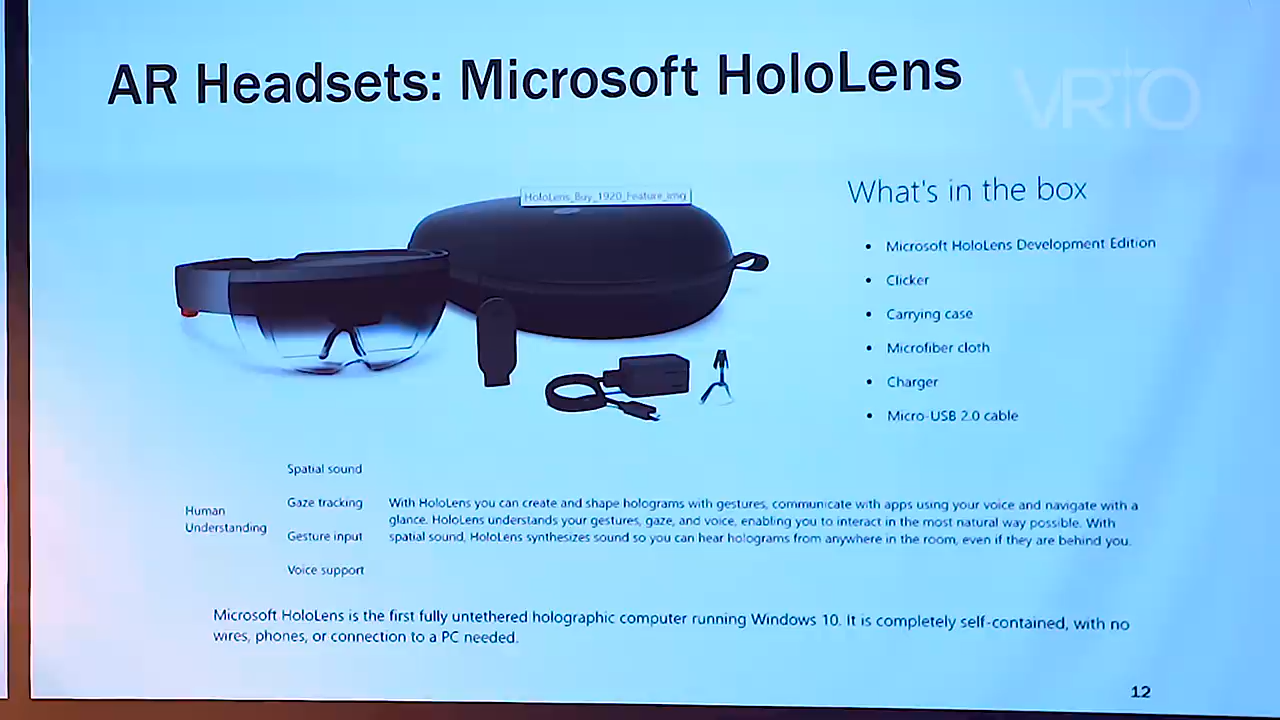 AR Headsets: Microsoft HoloLens
VRTO
HoloLens_Buy_1920_Feature_img
What's in the box
• Microsoft HoloLens Development Edition
• Clicker
• Carrying case
• Microfiber cloth
• Charger
• Micro-USB 2.0 cable
Spatial sound
Gaze tracking
Gesture input
Voice support
Human
Understanding
With HoloLens you can create and shape holograms with gestures, communicate with apps using your voice and navigate with a
glance. HoloLens understands your gestures, gaze, and voice, enabling you to interact in the most natural way possible. With
spatial sound, HoloLens synthesizes sound so you can hear holograms from anywhere in the room, even if they are behind you.
Microsoft HoloLens is the first fully untethered holographic computer running Windows 10. It is completely self-contained, with no
wires, phones, or connection to a PC needed.
12